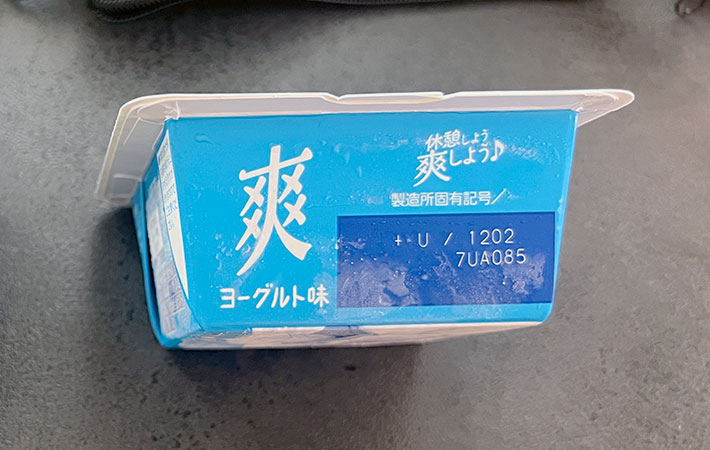 爽
ヨーグルト味
休憩しよう
爽しよう♪
製造所固有記号/
+ U / 1202
7UA085